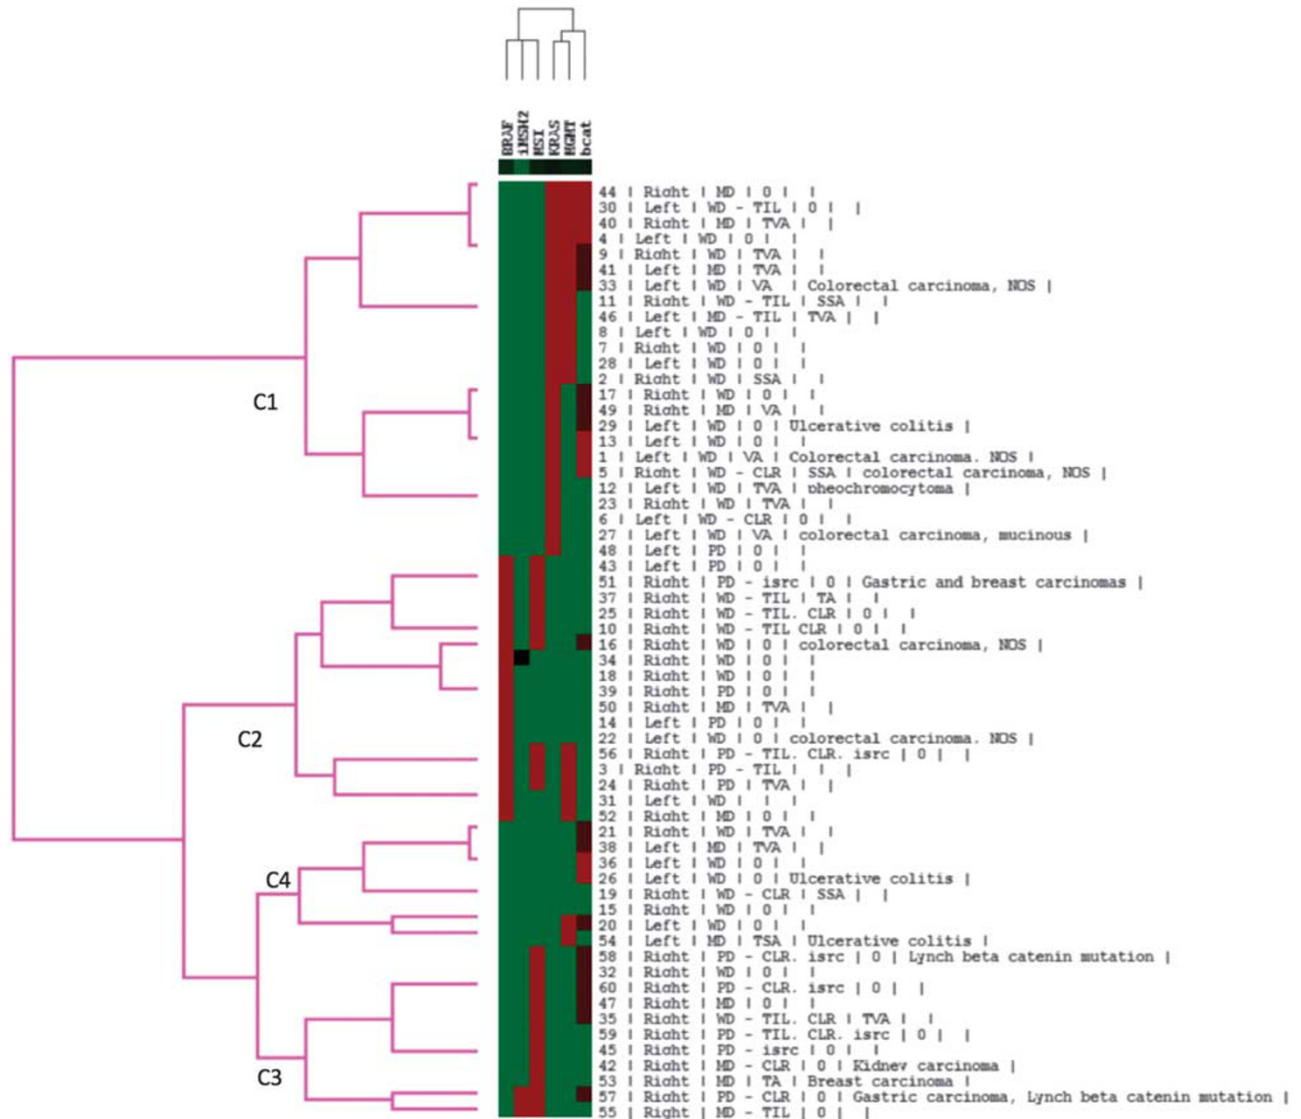 BRAF
iMSH2
MSI
KRAS
MGMT
bcat
44 | Right | MD | 0 | |
30 | Left | WD - TIL | 0 | |
40 | Right | MD | TVA | |
4 | Left | WD | 0 | |
9 | Right | WD | TVA | |
41 | Left | MD | TVA | |
33 | Left | WD | VA | Colorectal carcinoma, NOS |
11 | Right | WD - TIL | SSA | |
46 | Left | MD - TIL | TVA | |
8 | Left | WD | 0 | |
7 | Right | WD | 0 | |
28 | Left | WD | 0 | |
2 | Right | WD | SSA | |
17 | Right | WD | 0 | |
49 | Right | MD | VA | |
C1
29 | Left | WD | 0 | Ulcerative colitis |
13 | Left | WD | 0 | |
1 | Left | WD | VA | Colorectal carcinoma. NOS |
5 | Right | WD - CLR | SSA | colorectal carcinoma, NOS |
12 | Left | WD | TVA | pheochromocytoma |
23 | Right | WD | TVA | |
6 | Left | WD - CLR | 0 | |
27 | Left | WD | VA | colorectal carcinoma, mucinous |
48 | Left | PD | 0 | |
43 | Left | PD | 0 | |
51 | Right | PD - isrc | 0 | Gastric and breast carcinomas |
37 | Right | WD - TIL | TA | |
25 | Right | WD - TIL. CLR | 0 | |
10 | Right | WD - TIL CLR | 0 | |
16 | Right | WD | 0 | colorectal carcinoma, NOS |
34 | Right | WD | 0 | |
18 | Right | WD | 0 | |
39 | Right | PD | 0 | |
50 | Right | MD | TVA | |
14 | Left | PD | 0 | |
C2
22 | Left | WD | 0 | colorectal carcinoma. NOS |
56 | Right | PD - TIL. CLR. isrc | 0 | |
3 | Right | PD - TIL | | |
24 | Right | PD | TVA | |
31 | Left | WD | | |
52 | Right | MD | 0 | |
21 | Right | WD | TVA | |
38 | Left | MD | TVA | |
36 | Left | WD | 0 | |
C4
26 | Left | WD | 0 | Ulcerative colitis |
19 | Right | WD - CLR | SSA | |
15 | Right | WD | 0 | |
20 | Left | WD | 0 | |
54 | Left | MD | TSA | Ulcerative colitis |
58 | Right | PD - CLR. isrc | 0 | Lynch beta catenin mutation |
32 | Right | WD | 0 | |
60 | Right | PD - CLR. isrc | 0 | |
47 | Right | MD | 0 | |
35 | Right | WD - TIL. CLR | TVA | |
59 | Right | PD - TIL. CLR. isrc | 0 | |
45 | Right | PD - isrc | 0 | |
42 | Right | MD - CLR | 0 | Kidney carcinoma |
C3
53 | Right | MD | TA | Breast carcinoma |
57 | Right | PD - CLR | 0 | Gastric carcinoma, Lynch beta catenin mutation |
55 | Right | MD - TIL | 0 | |